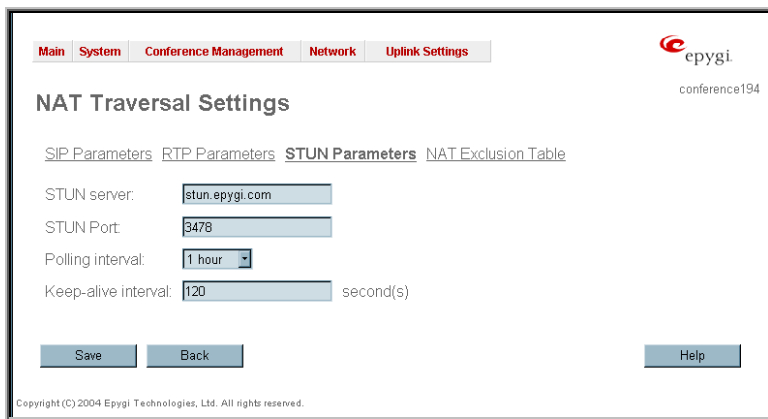 Main System Conference Management Network Uplink Settings
epygi
conference194
NAT Traversal Settings
SIP Parameters RTP Parameters STUN Parameters NAT Exclusion Table
STUN server: stun.epygi.com
STUN Port: 3478
Polling interval: 1 hour
Keep-alive interval: 120 second(s)
Save Back Help
Copyright (C) 2004 Epygi Technologies, Ltd. All rights reserved.